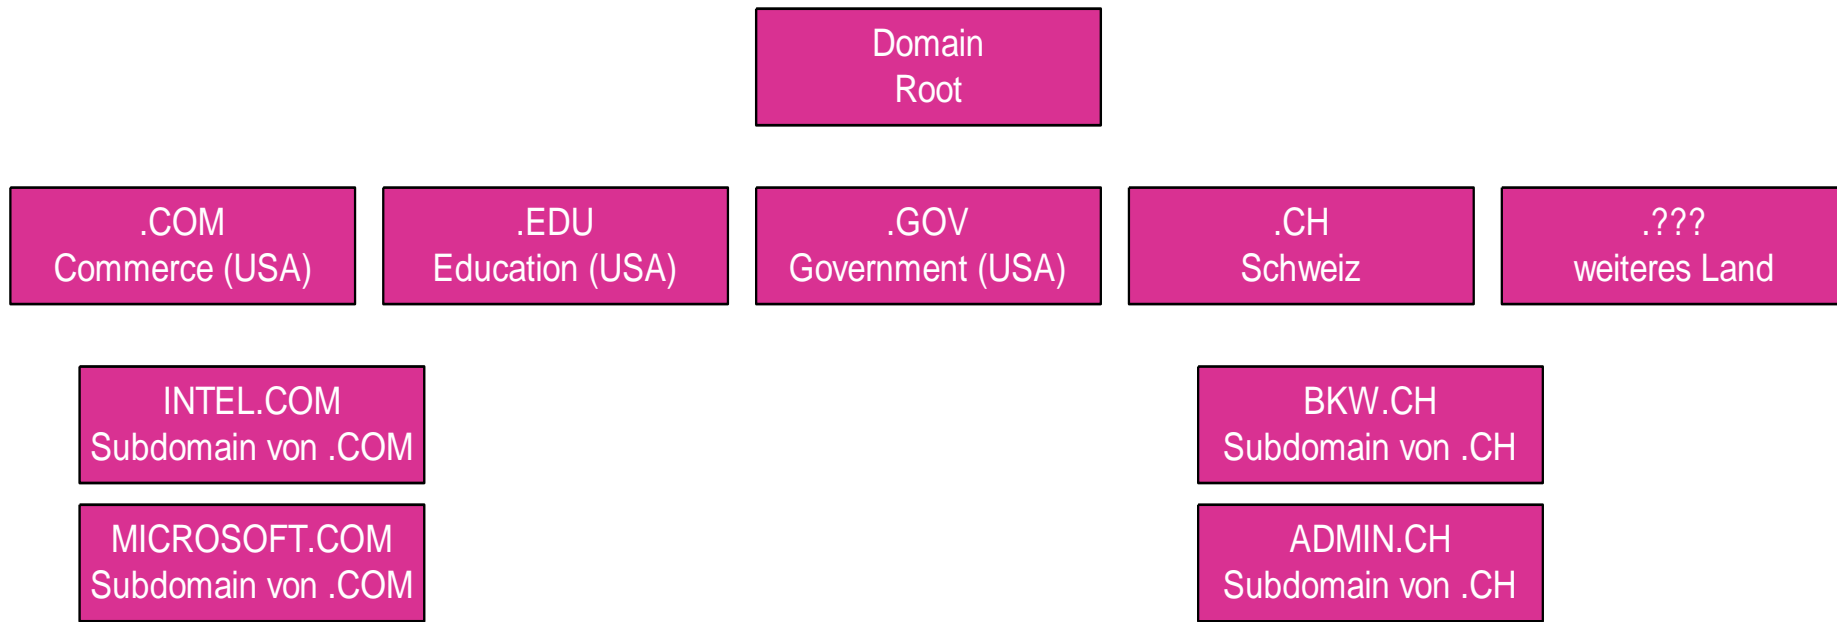 Domain
Root
.COM
Commerce (USA)
.EDU
Education (USA)
.GOV
Government (USA)
.CH
Schweiz
.???
weiteres Land
INTEL.COM
Subdomain von .COM
BKW.CH
Subdomain von .CH
MICROSOFT.COM
Subdomain von .COM
ADMIN.CH
Subdomain von .CH